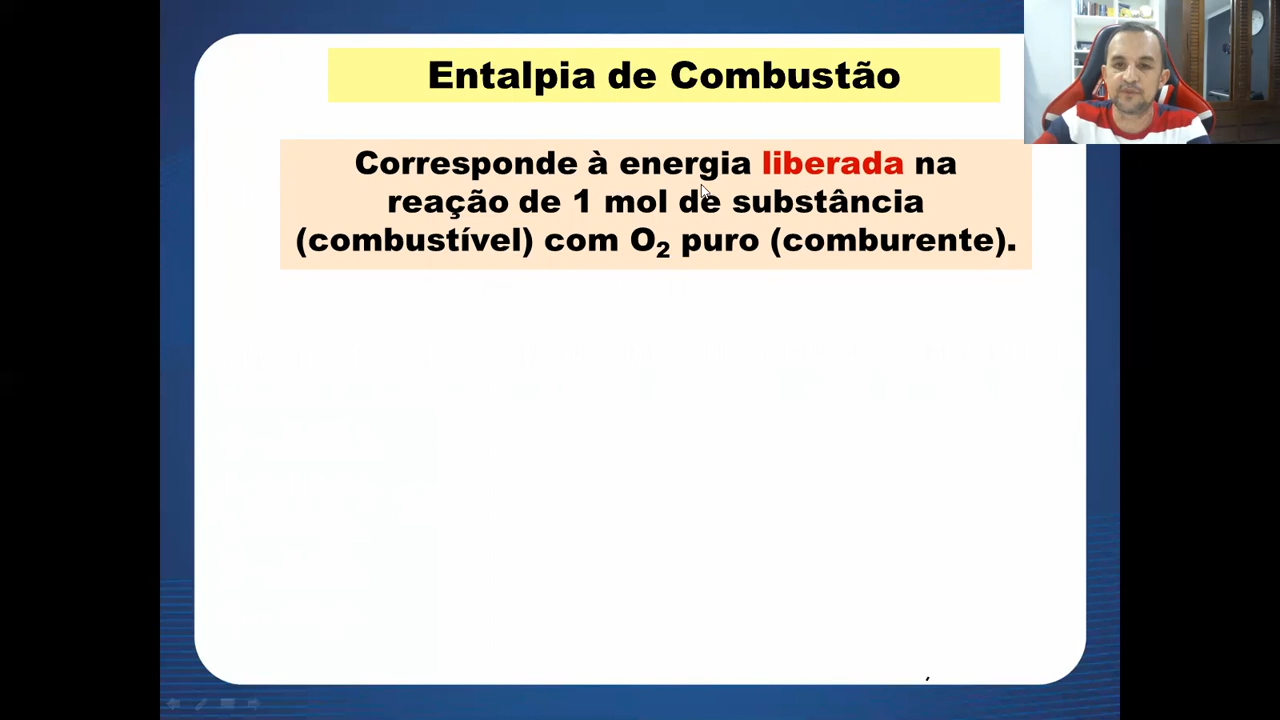 Entalpia de Combustão
Corresponde à energia liberada na
reação de 1 mol de substância
(combustível) com O₂ puro (comburente).